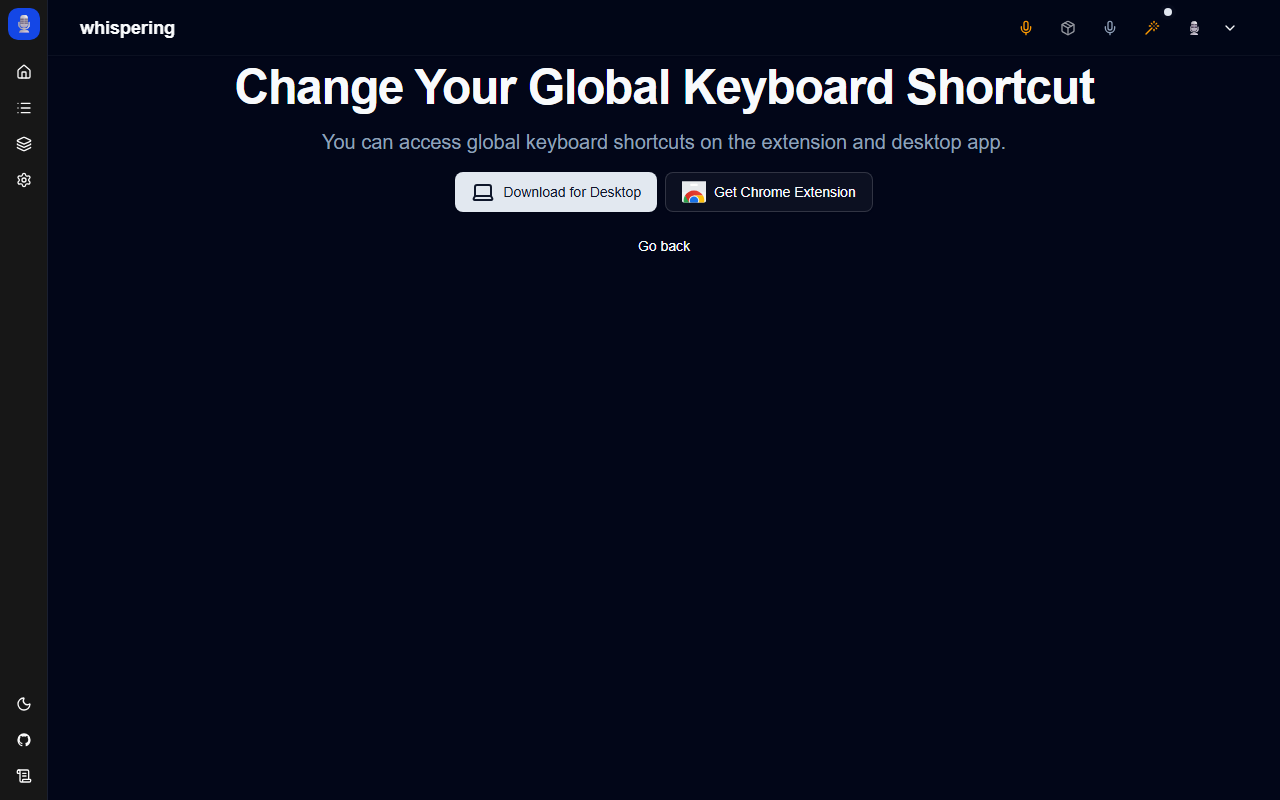 whispering
Change Your Global Keyboard Shortcut
You can access global keyboard shortcuts on the extension and desktop app.
Download for Desktop
Get Chrome Extension
Go back